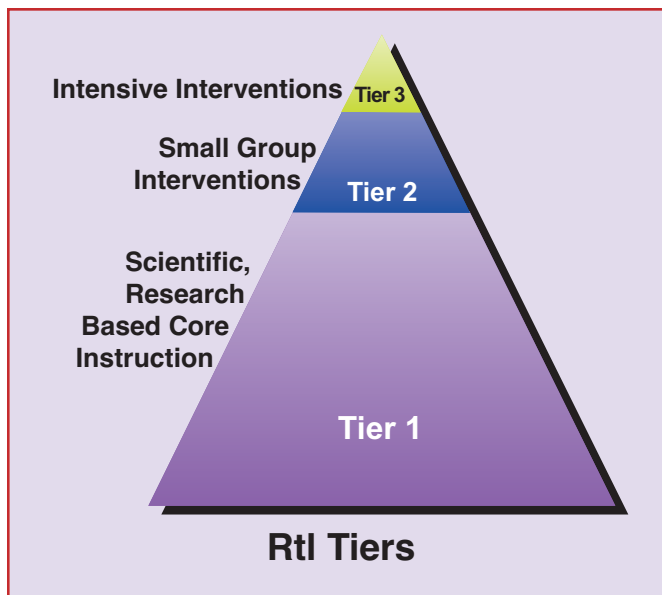 Intensive Interventions
Tier 3
Small Group
Interventions
Tier 2
Scientific,
Research
Based Core
Instruction
Tier 1
RtI Tiers